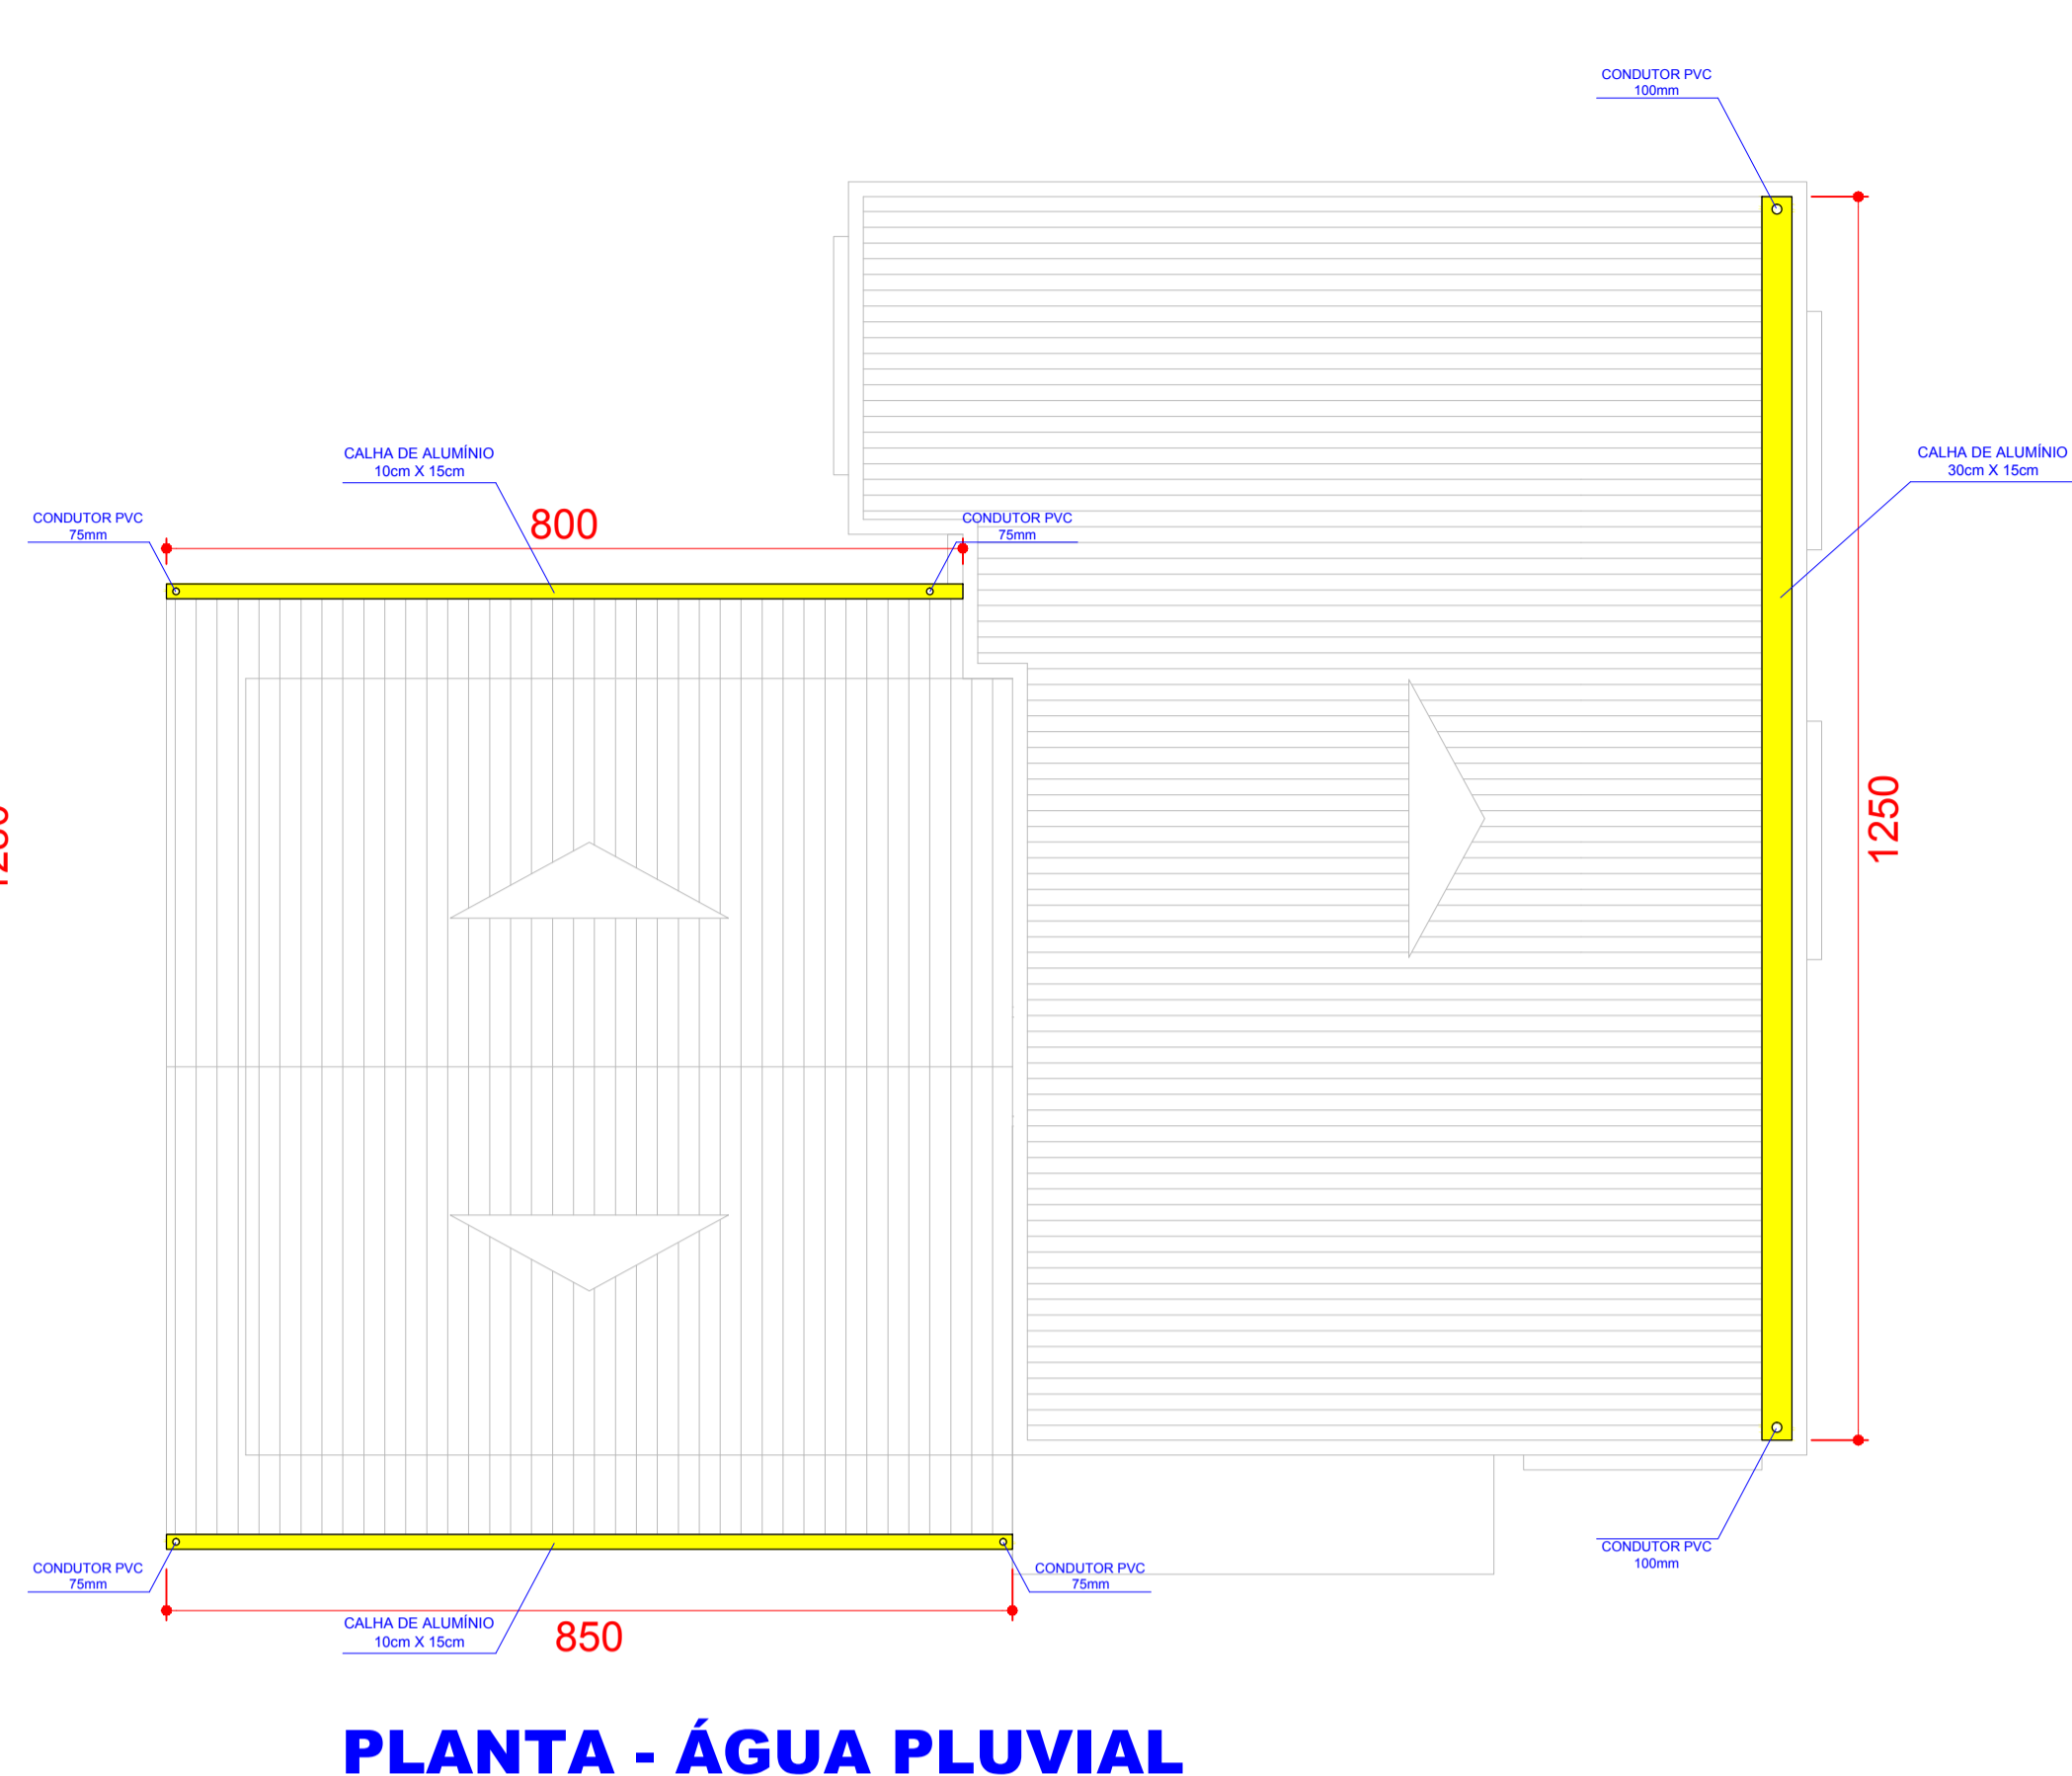 CONDUTOR PVC
100mm
CALHA DE ALUMÍNIO
10cm X 15cm
CALHA DE ALUMÍNIO
30cm X 15cm
CONDUTOR PVC
75mm
800
CONDUTOR PVC
75mm
1250
CONDUTOR PVC
100mm
CONDUTOR PVC
75mm
CONDUTOR PVC
75mm
CALHA DE ALUMÍNIO
10cm X 15cm
850
PLANTA - ÁGUA PLUVIAL